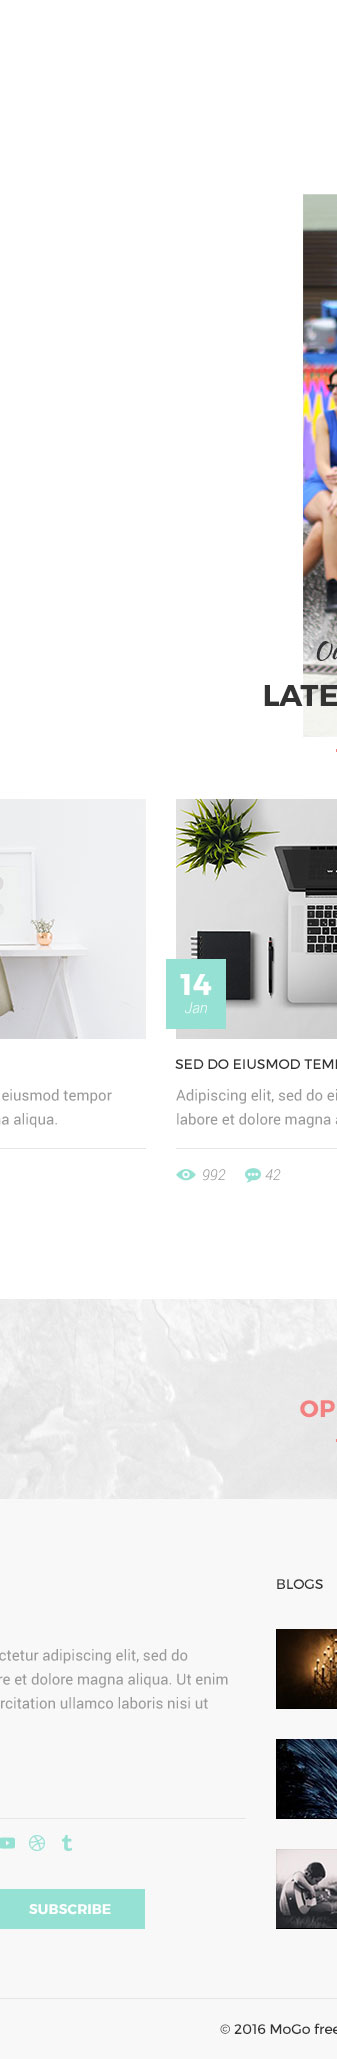 Ou
LATE
14
Jan
eiusmod tempor
a aliqua.
SED DO EIUSMOD TEM
Adipiscing elit, sed do ei
labore et dolore magna
992 42
OP
ctetur adipiscing elit, sed do
re et dolore magna aliqua. Ut enim
rcitation ullamco laboris nisi ut
SUBSCRIBE
BLOGS
© 2016 MoGo free